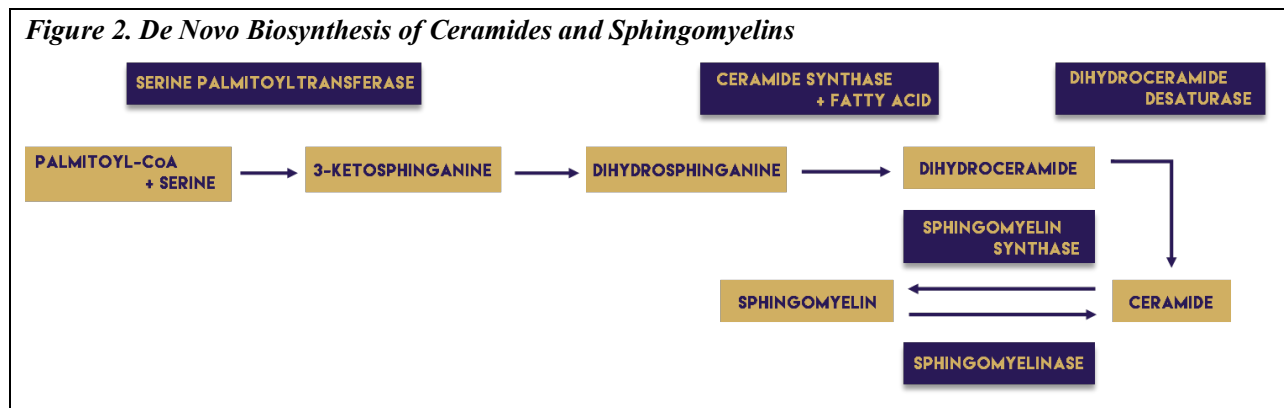 Figure 2. De Novo Biosynthesis of Ceramides and Sphingomyelins
SERINE PALMITOYLTRANSFERASE
CERAMIDE SYNTHASE
+ FATTY ACID
DIHYDROCERAMIDE
DESATURASE
PALMITOYL-CoA
+ SERINE
3-KETOSPHINGANINE
DIHYDROSPHINGANINE
DIHYDROCERAMIDE
SPHINGOMYELIN
SYNTHASE
SPHINGOMYELIN
CERAMIDE
SPHINGOMYELINASE